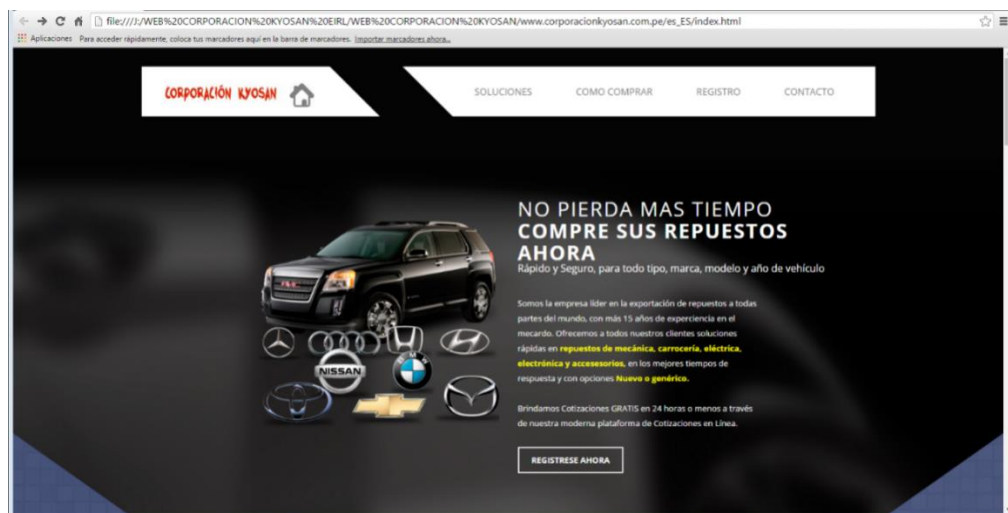 file:///J:/WEB%20CORPORACION%20KYOSAN%20EIRL/WEB%20CORPORACION%20KYOSAN/www.corporacionkyosan.com.pe/es_ES/index.html
Aplicaciones Para acceder rápidamente, coloca tus marcadores aquí en la barra de marcadores. Importar marcadores ahora...
CORPORACIÓN KYOSAN
SOLUCIONES COMO COMPRAR REGISTRO CONTACTO
NO PIERDA MAS TIEMPO
COMPRE SUS REPUESTOS
AHORA
Rápido y Seguro, para todo tipo, marca, modelo y año de vehículo
Somos la empresa lider en la exportación de repuestos a todas
partes del mundo, con más 15 años de experciencia en el
mecardo. Ofrecemos a todos nuestros clientes soluciones
rápidas en repuestos de mecánica, carrocería, eléctrica,
electrónica y accesesorios, en los mejores tiempos de
respuesta y con opciones Nuevo o genérico.
Brindamos Cotizaciones GRATIS en 24 horas o menos a través
de nuestra moderna plataforma de Cotizaciones en Línea.
REGISTRESE AHORA
GMC
BMW
NISSAN